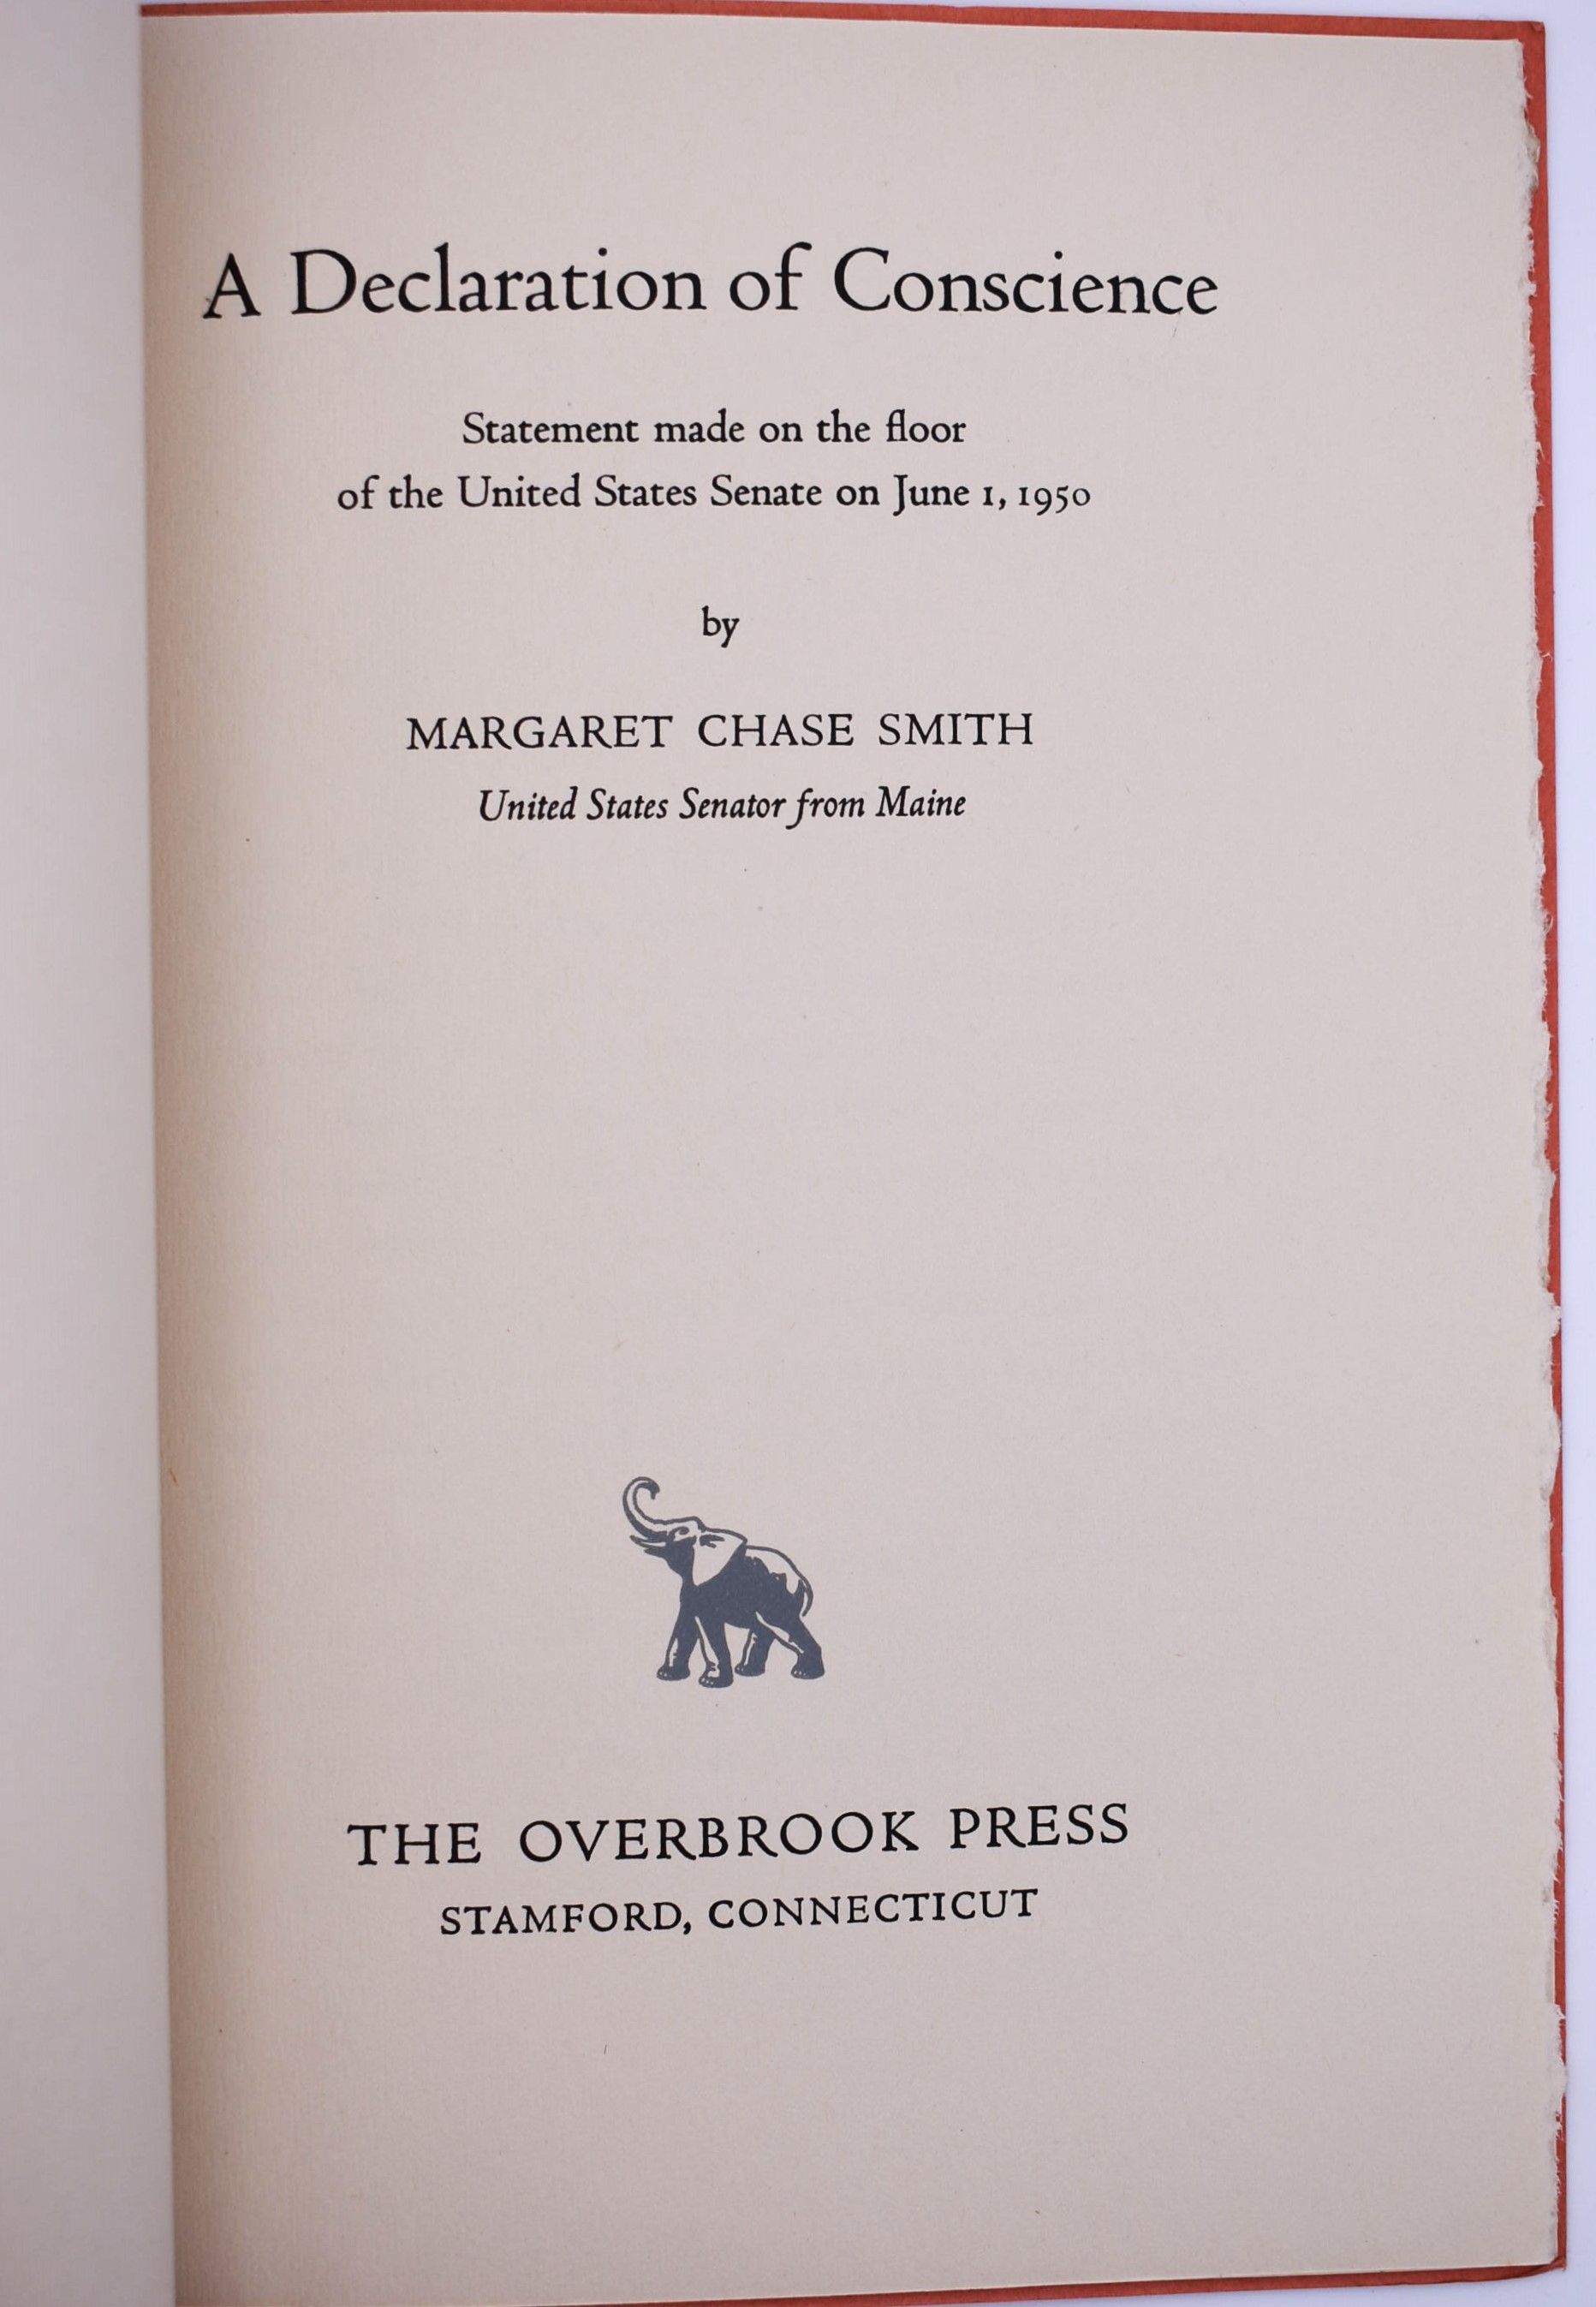 A Declaration of Conscience
Statement made on the floor
of the United States Senate on June 1, 1950
by
MARGARET CHASE SMITH
United States Senator from Maine
THE OVERBROOK PRESS
STAMFORD, CONNECTICUT